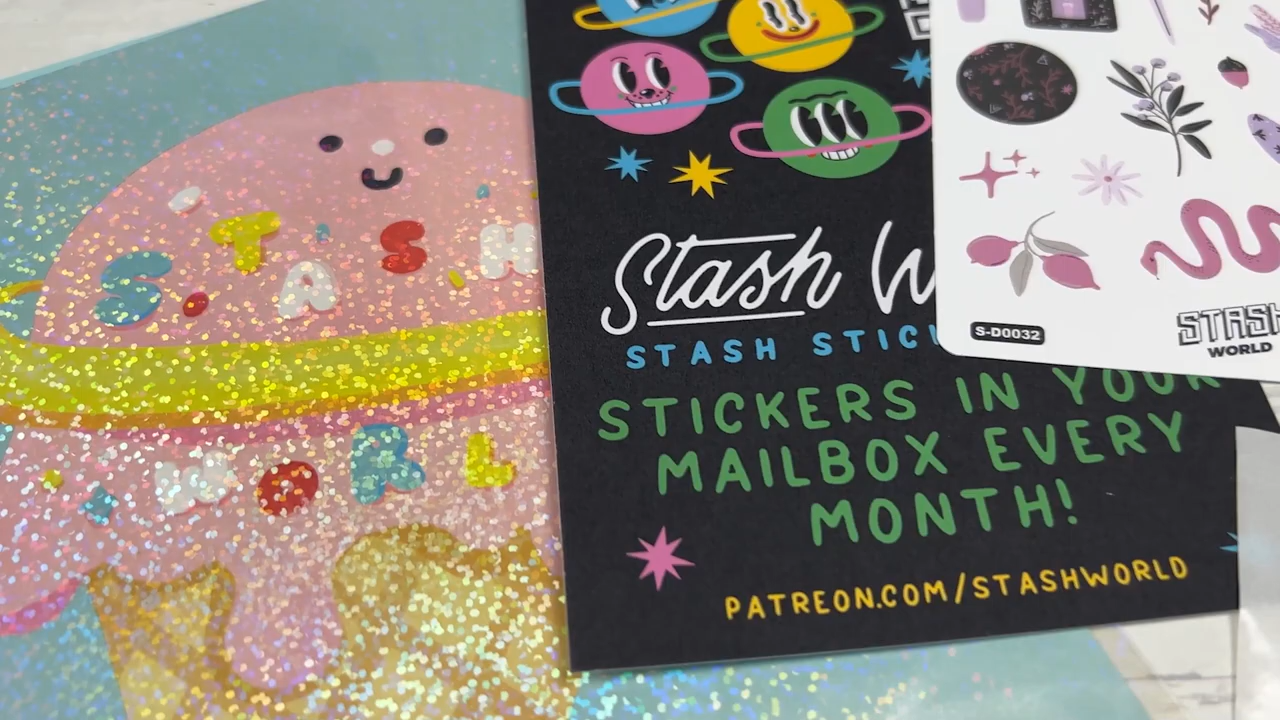 STASH
WORL
Stash W
STASH STIC
STICKERS IN YOUR
MAILBOX EVERY
MONTH!
PATREON.COM/STASHWORLD
S-D0032
STASH
WORLD